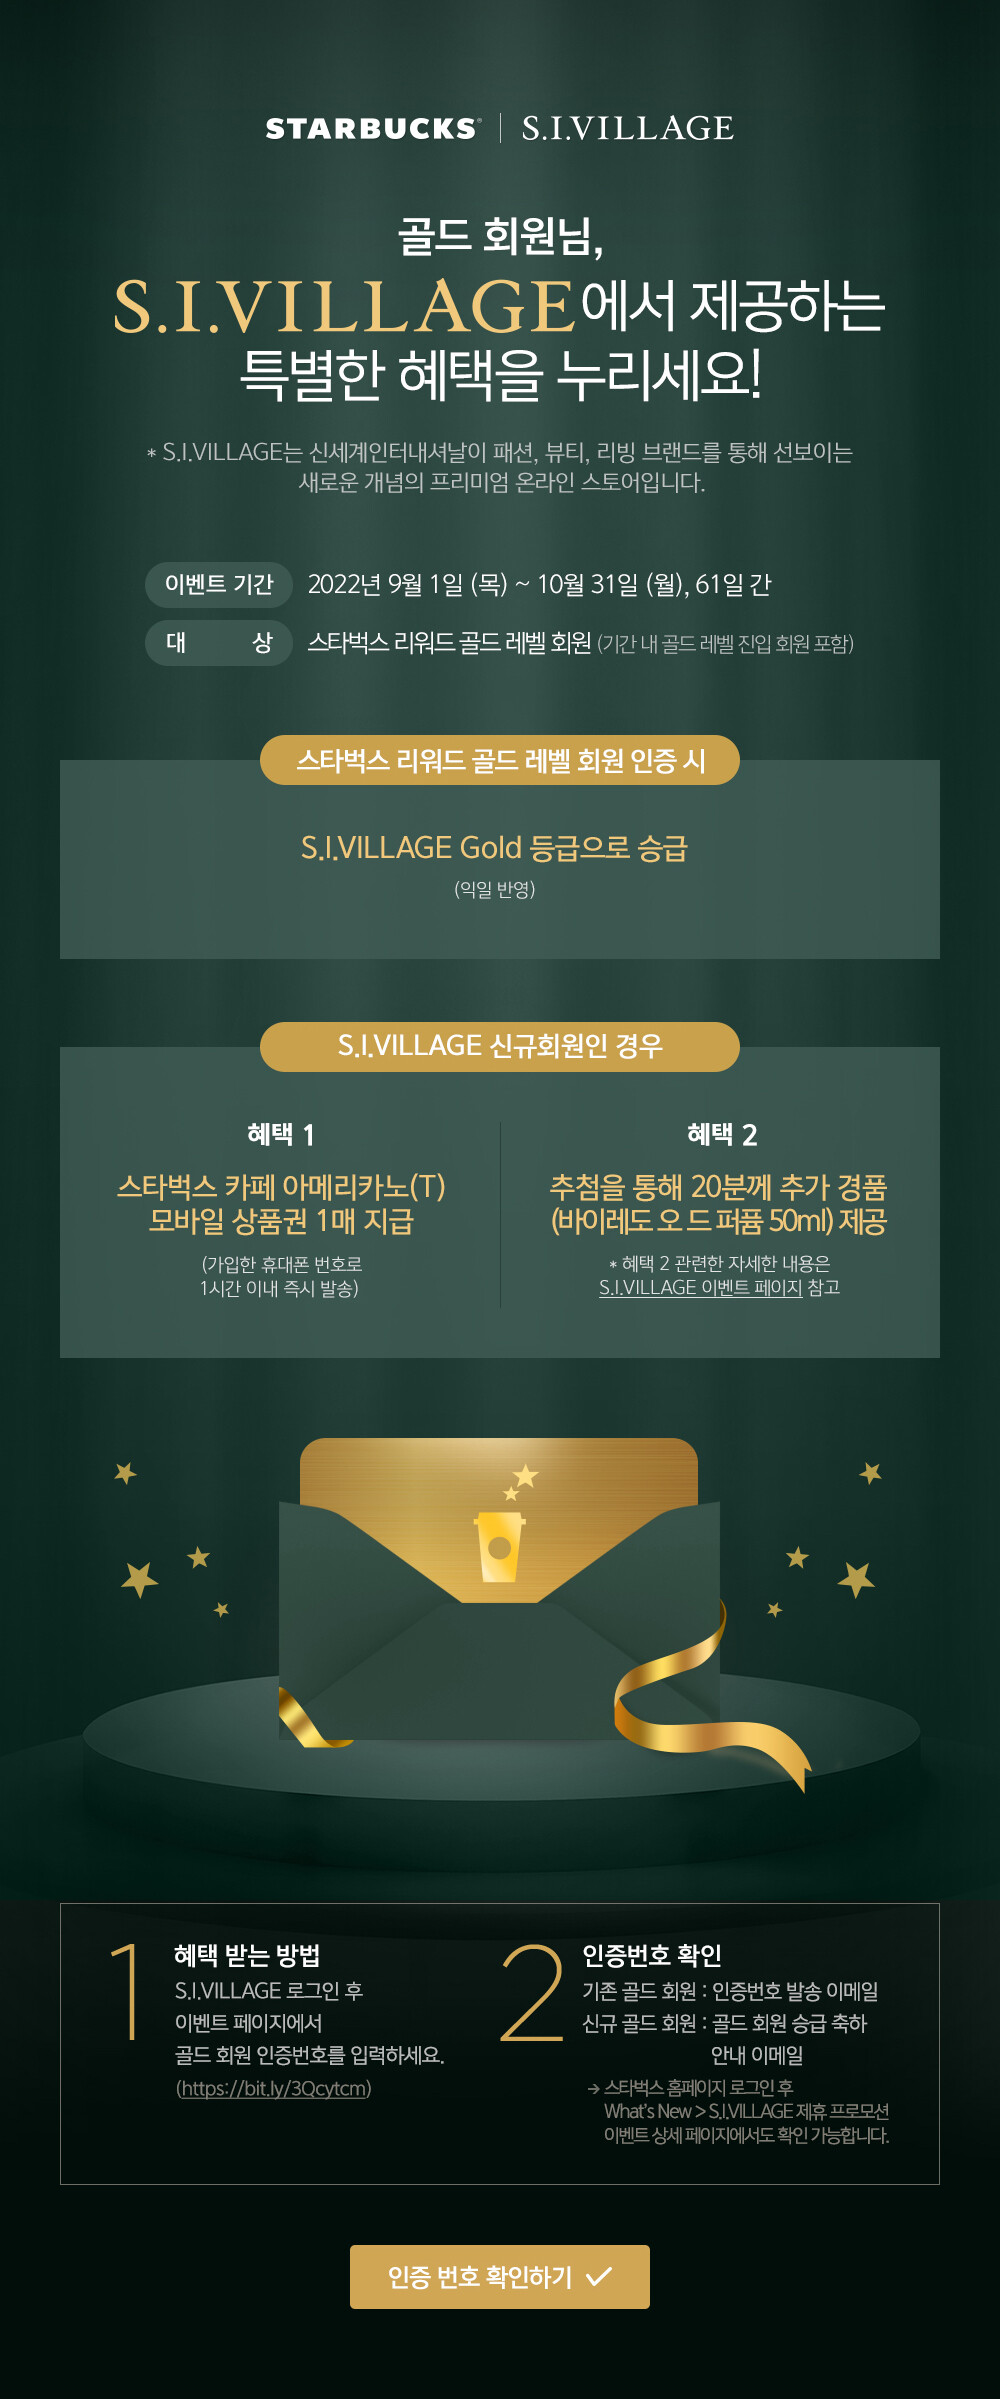 STARBUCKS® | S.I.VILLAGE
골드 회원님,
S.I.VILLAGE에서 제공하는
특별한 혜택을 누리세요!
* S.I.VILLAGE는 신세계인터내셔날이 패션, 뷰티, 리빙 브랜드를 통해 선보이는
새로운 개념의 프리미엄 온라인 스토어입니다.
이벤트 기간 2022년 9월 1일 (목) ~ 10월 31일 (월), 61일 간
대 상 스타벅스 리워드 골드 레벨 회원 (기간 내 골드 레벨 진입 회원 포함)
스타벅스 리워드 골드 레벨 회원 인증 시
S.I.VILLAGE Gold 등급으로 승급
(익일 반영)
S.I.VILLAGE 신규회원인 경우
혜택 1
스타벅스 카페 아메리카노(T)
모바일 상품권 1매 지급
(가입한 휴대폰 번호로
1시간 이내 즉시 발송)
혜택 2
추첨을 통해 20분께 추가 경품
(바이레도 오 드 퍼퓸 50ml) 제공
* 혜택 2 관련한 자세한 내용은
S.I.VILLAGE 이벤트 페이지 참고
1 혜택 받는 방법
S.I.VILLAGE 로그인 후
이벤트 페이지에서
골드 회원 인증번호를 입력하세요.
(https://bit.ly/3Qcytcm)
2 인증번호 확인
기존 골드 회원 : 인증번호 발송 이메일
신규 골드 회원 : 골드 회원 승급 축하
안내 이메일
→ 스타벅스 홈페이지 로그인 후
What's New > S.I.VILLAGE 제휴 프로모션
이벤트 상세 페이지에서도 확인 가능합니다.
인증 번호 확인하기 ✓